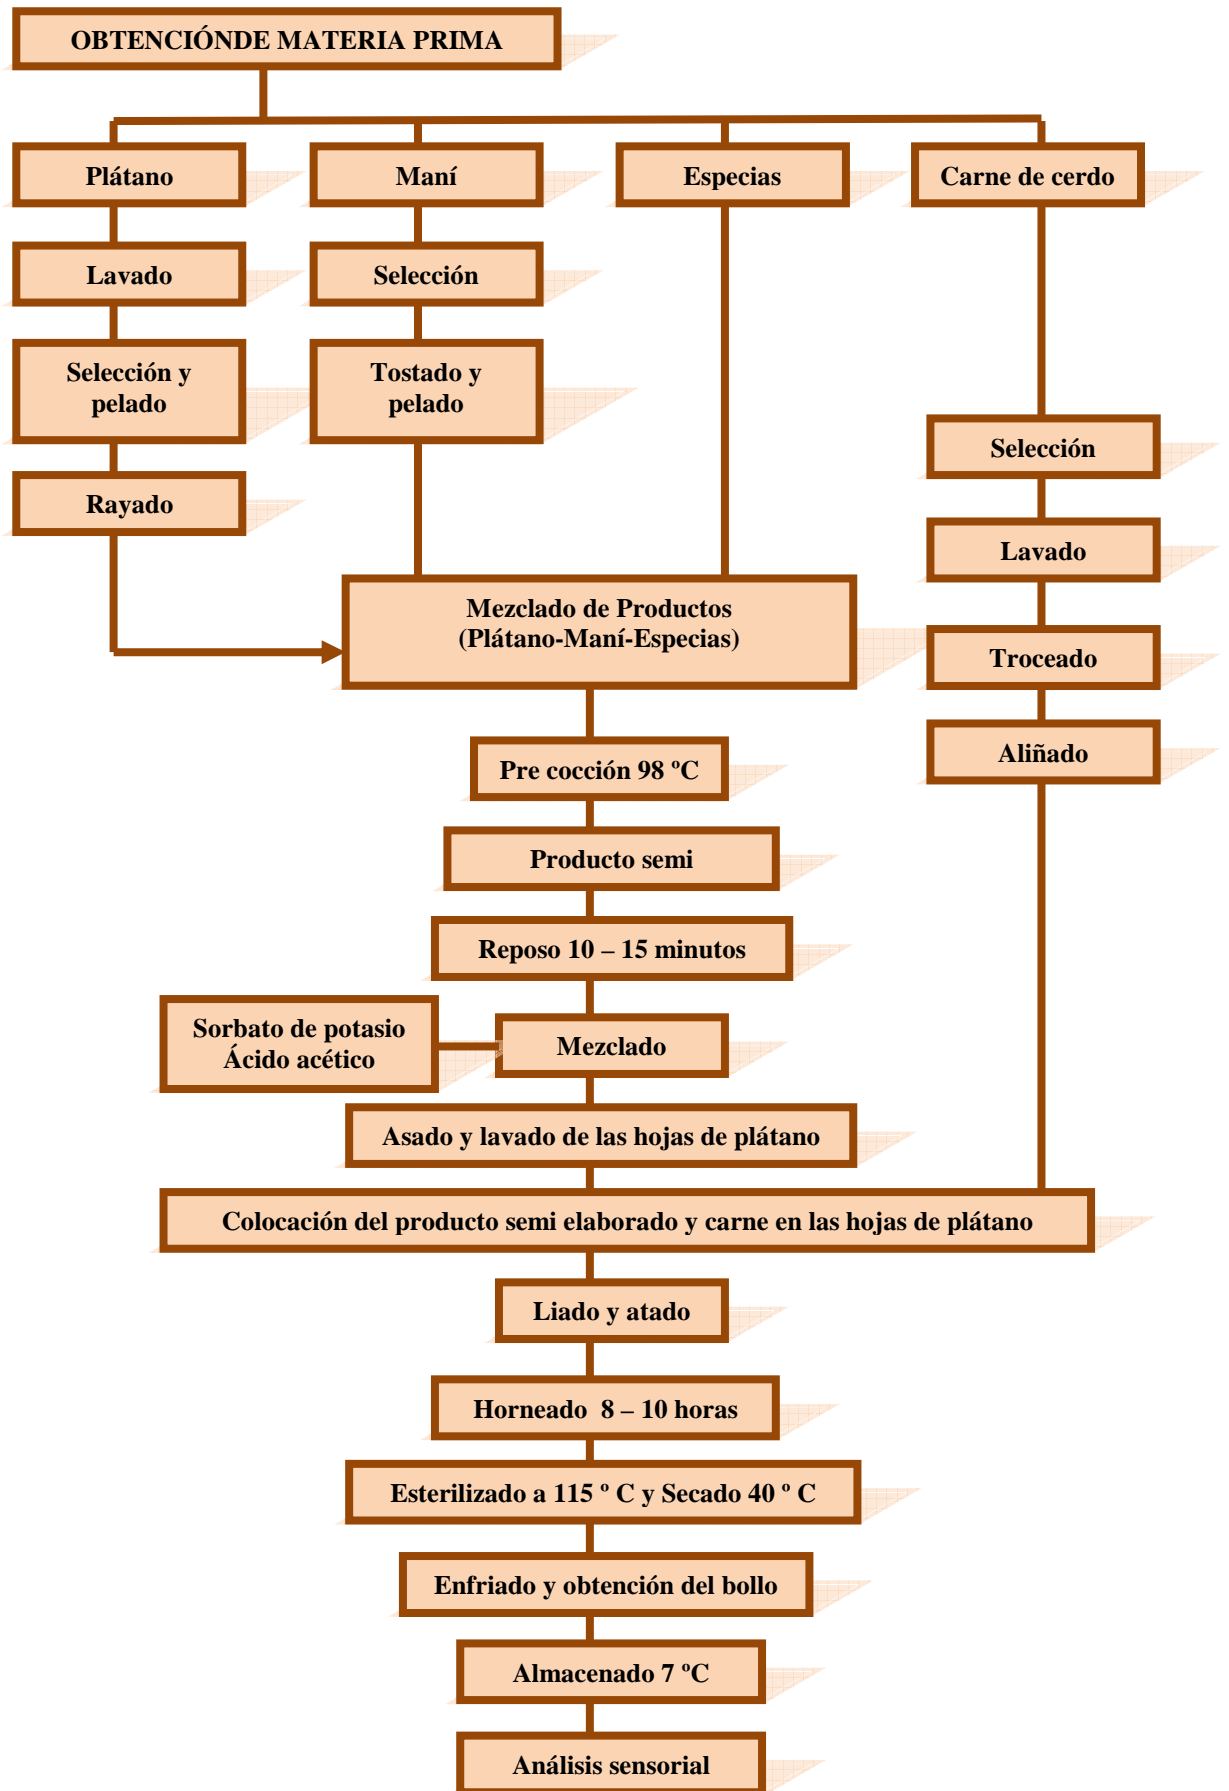 OBTENCIÓNDE MATERIA PRIMA
Plátano
Maní
Especias
Carne de cerdo
Lavado
Selección
Selección y
pelado
Tostado y
pelado
Selección
Rayado
Lavado
Mezclado de Productos
(Plátano-Maní-Especias)
Troceado
Aliñado
Pre cocción 98 ºC
Producto semi
Reposo 10 – 15 minutos
Sorbato de potasio
Ácido acético
Mezclado
Asado y lavado de las hojas de plátano
Colocación del producto semi elaborado y carne en las hojas de plátano
Liado y atado
Horneado  8 – 10 horas
Esterilizado a 115 º C y Secado 40 º C
Enfriado y obtención del bollo
Almacenado 7 ºC
Análisis sensorial